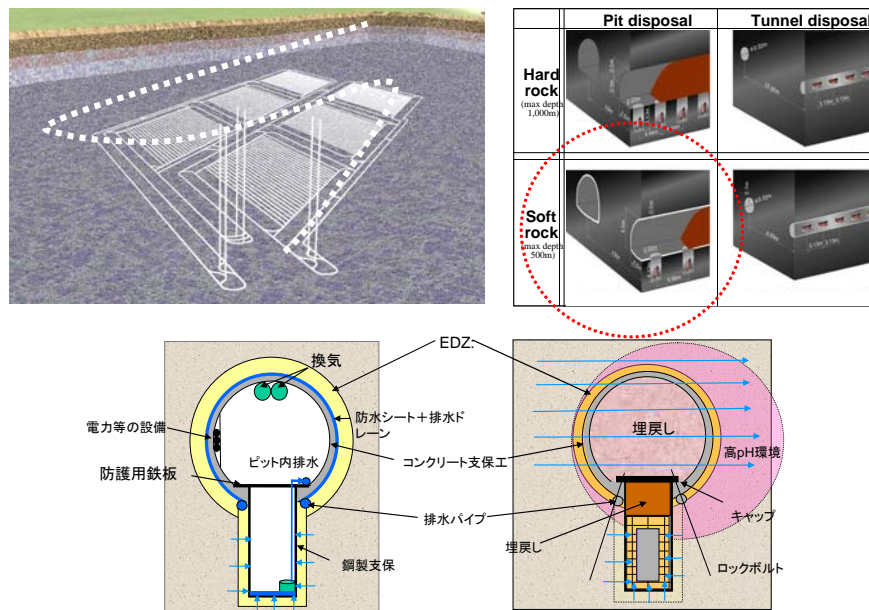 Pit disposal
Tunnel disposal
Hard
rock
(max depth
1,000m)
Soft
rock
(max depth
500m)
EDZ.
換気
防水シート＋排水ド
レーン
電力等の設備
ピット内排水
コンクリート支保工
防護用鉄板
排水パイプ
鋼製支保
埋戻し
高pH環境
キャップ
埋戻し
ロックボルト